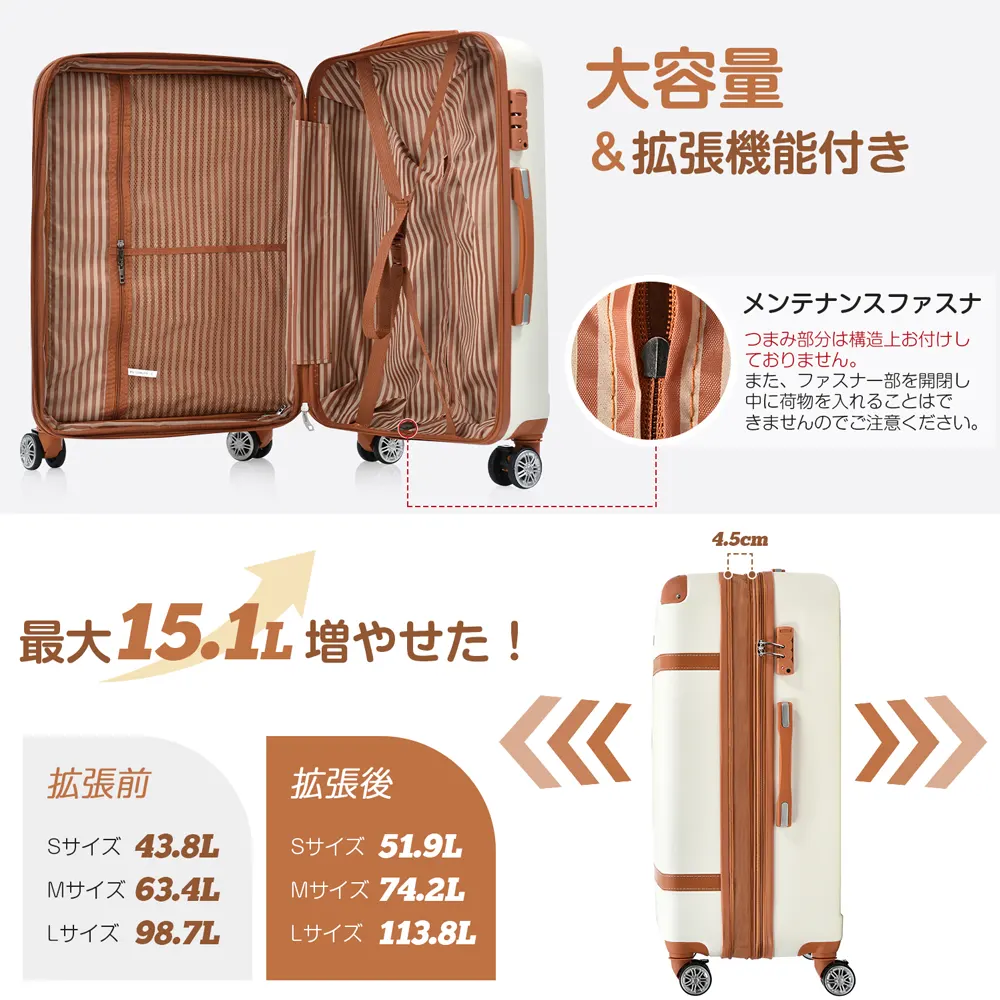 大容量
&拡張機能付き
メンテナンスファスナ
つまみ部分は構造上お付けし
ておりません。
また、ファスナー部を開閉し
中に荷物を入れることはで
きませんのでご注意ください。
4.5cm
最大15.1L増やせた！
拡張前
Sサイズ 43.8L
Mサイズ 63.4L
Lサイズ 98.7L
拡張後
Sサイズ 51.9L
Mサイズ 74.2L
Lサイズ 113.8L